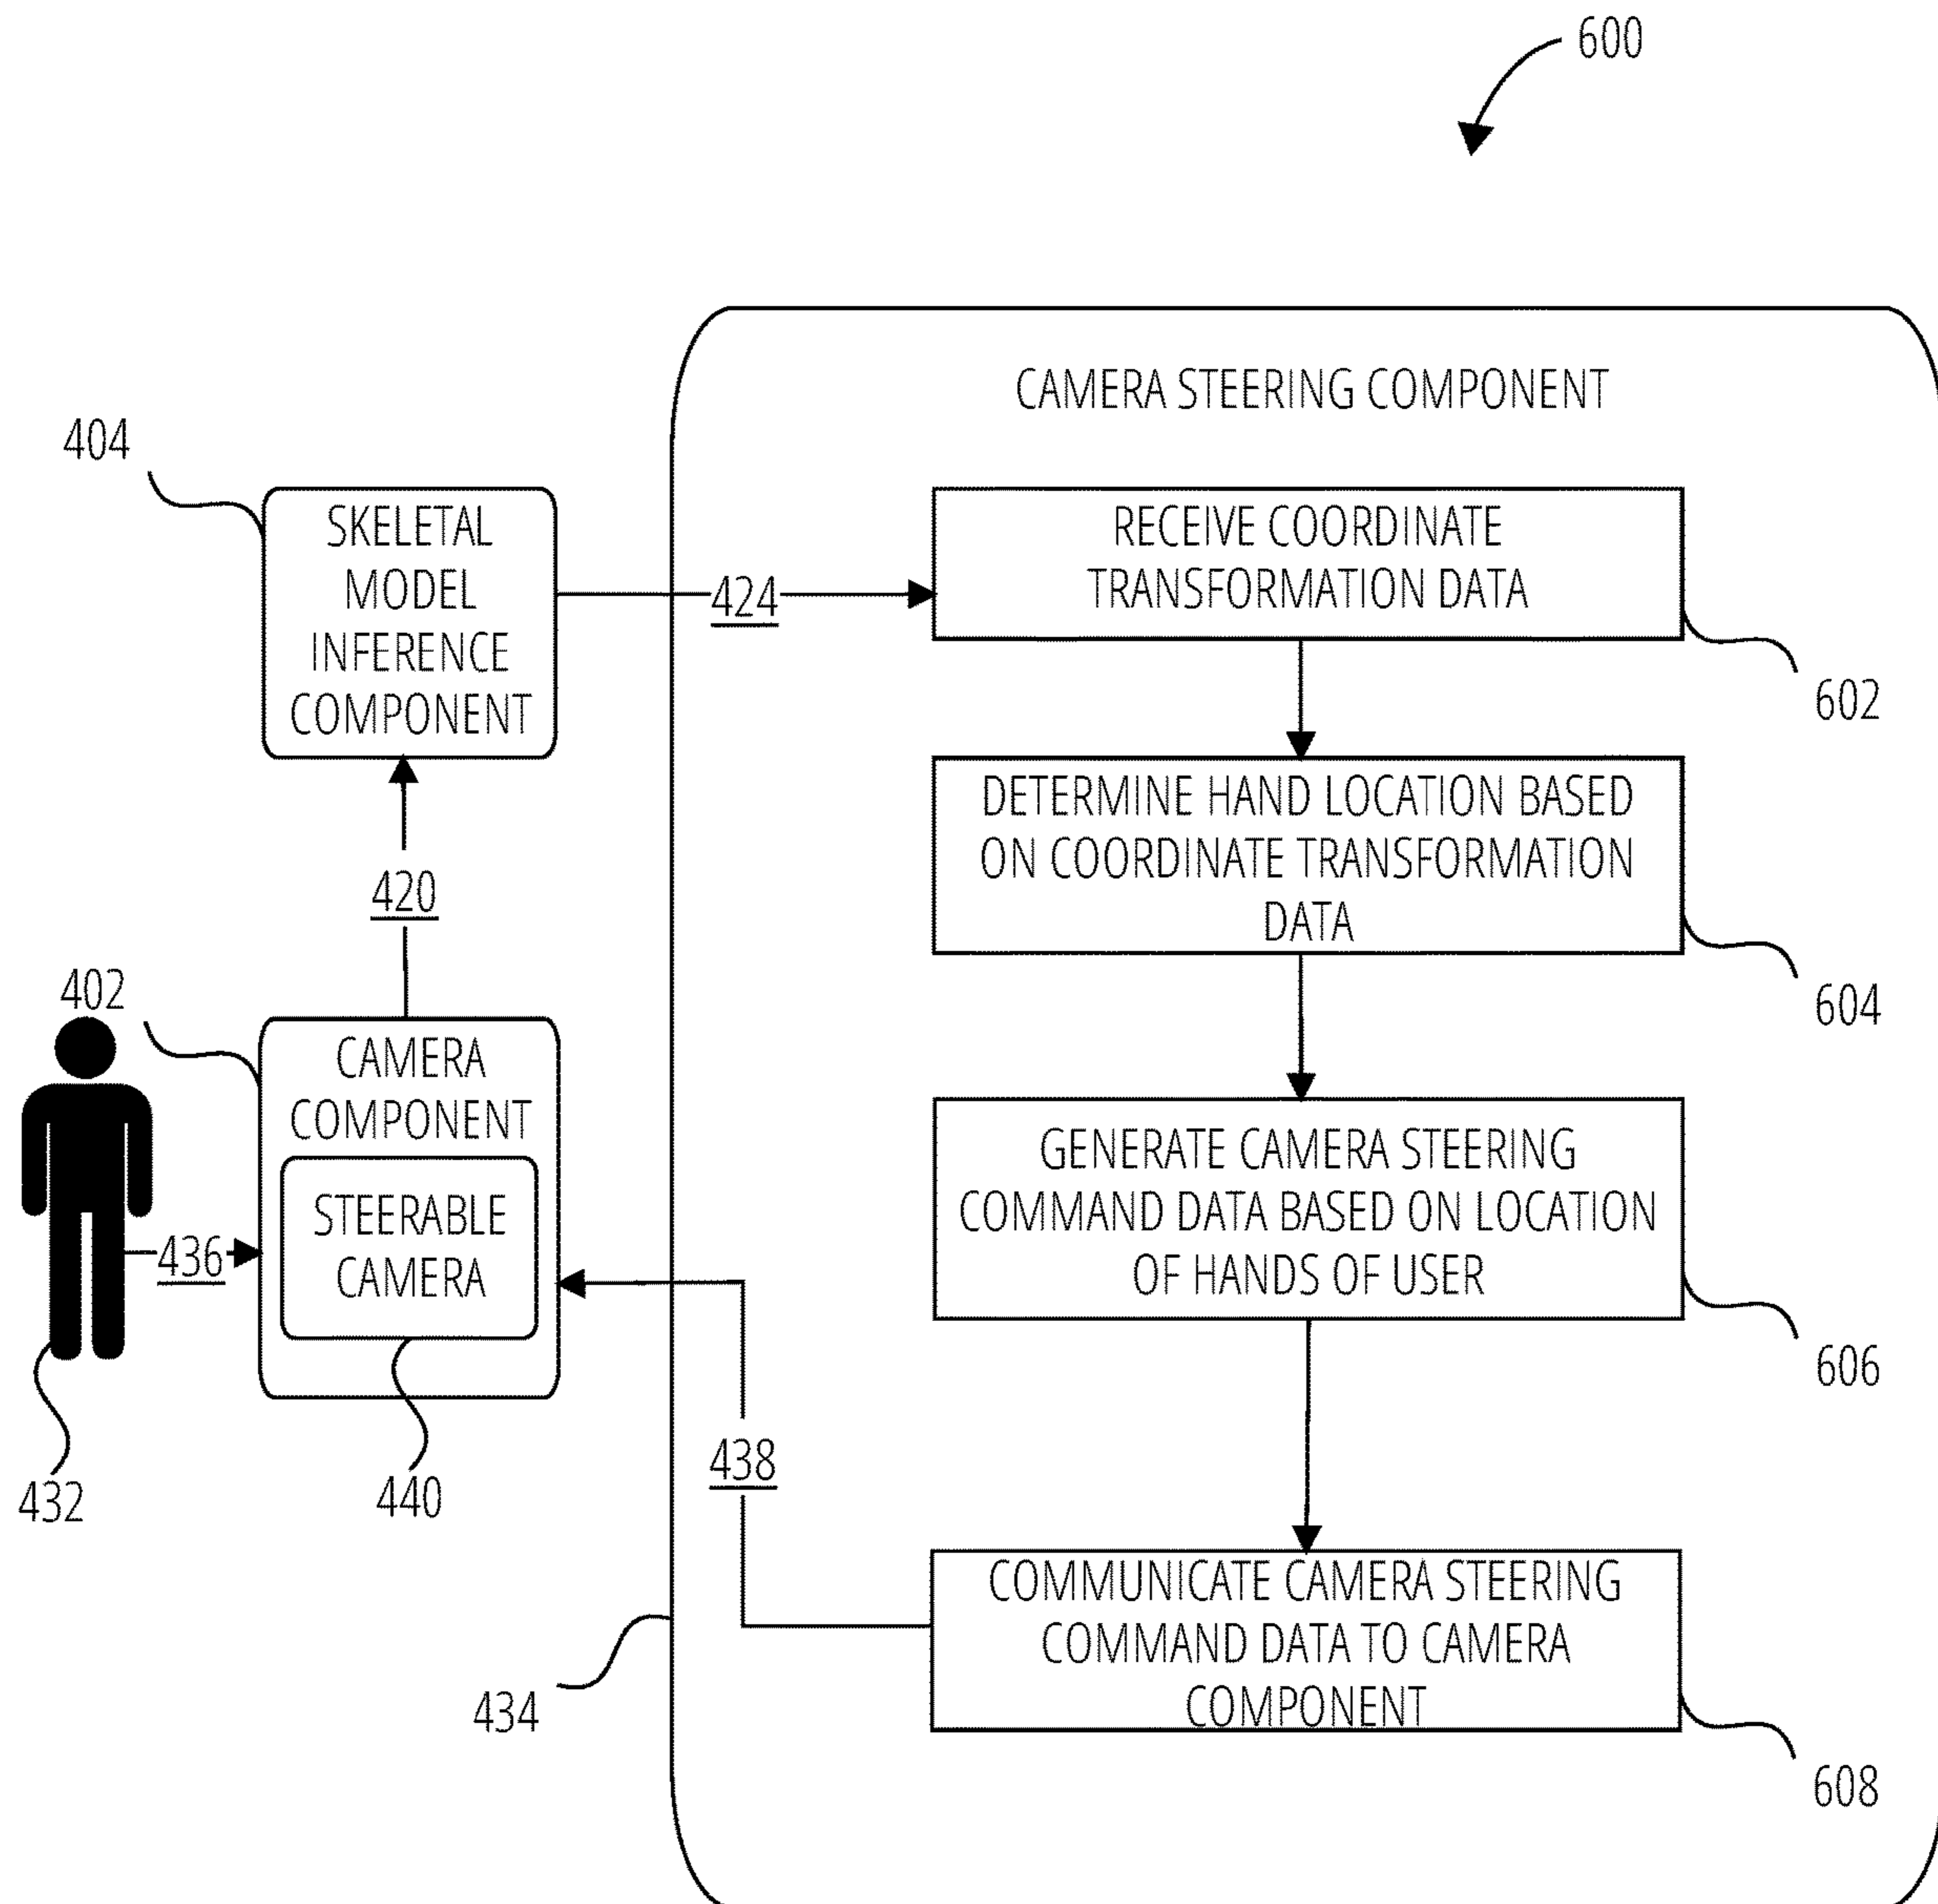 600
CAMERA STEERING COMPONENT
404
SKELETAL
MODEL
INFERENCE
COMPONENT
424
RECEIVE COORDINATE
TRANSFORMATION DATA
602
DETERMINE HAND LOCATION BASED
ON COORDINATE TRANSFORMATION
DATA
604
420
402
CAMERA
COMPONENT
STEERABLE
CAMERA
436
432
440
GENERATE CAMERA STEERING
COMMAND DATA BASED ON LOCATION
OF HANDS OF USER
606
438
COMMUNICATE CAMERA STEERING
COMMAND DATA TO CAMERA
COMPONENT
608
434